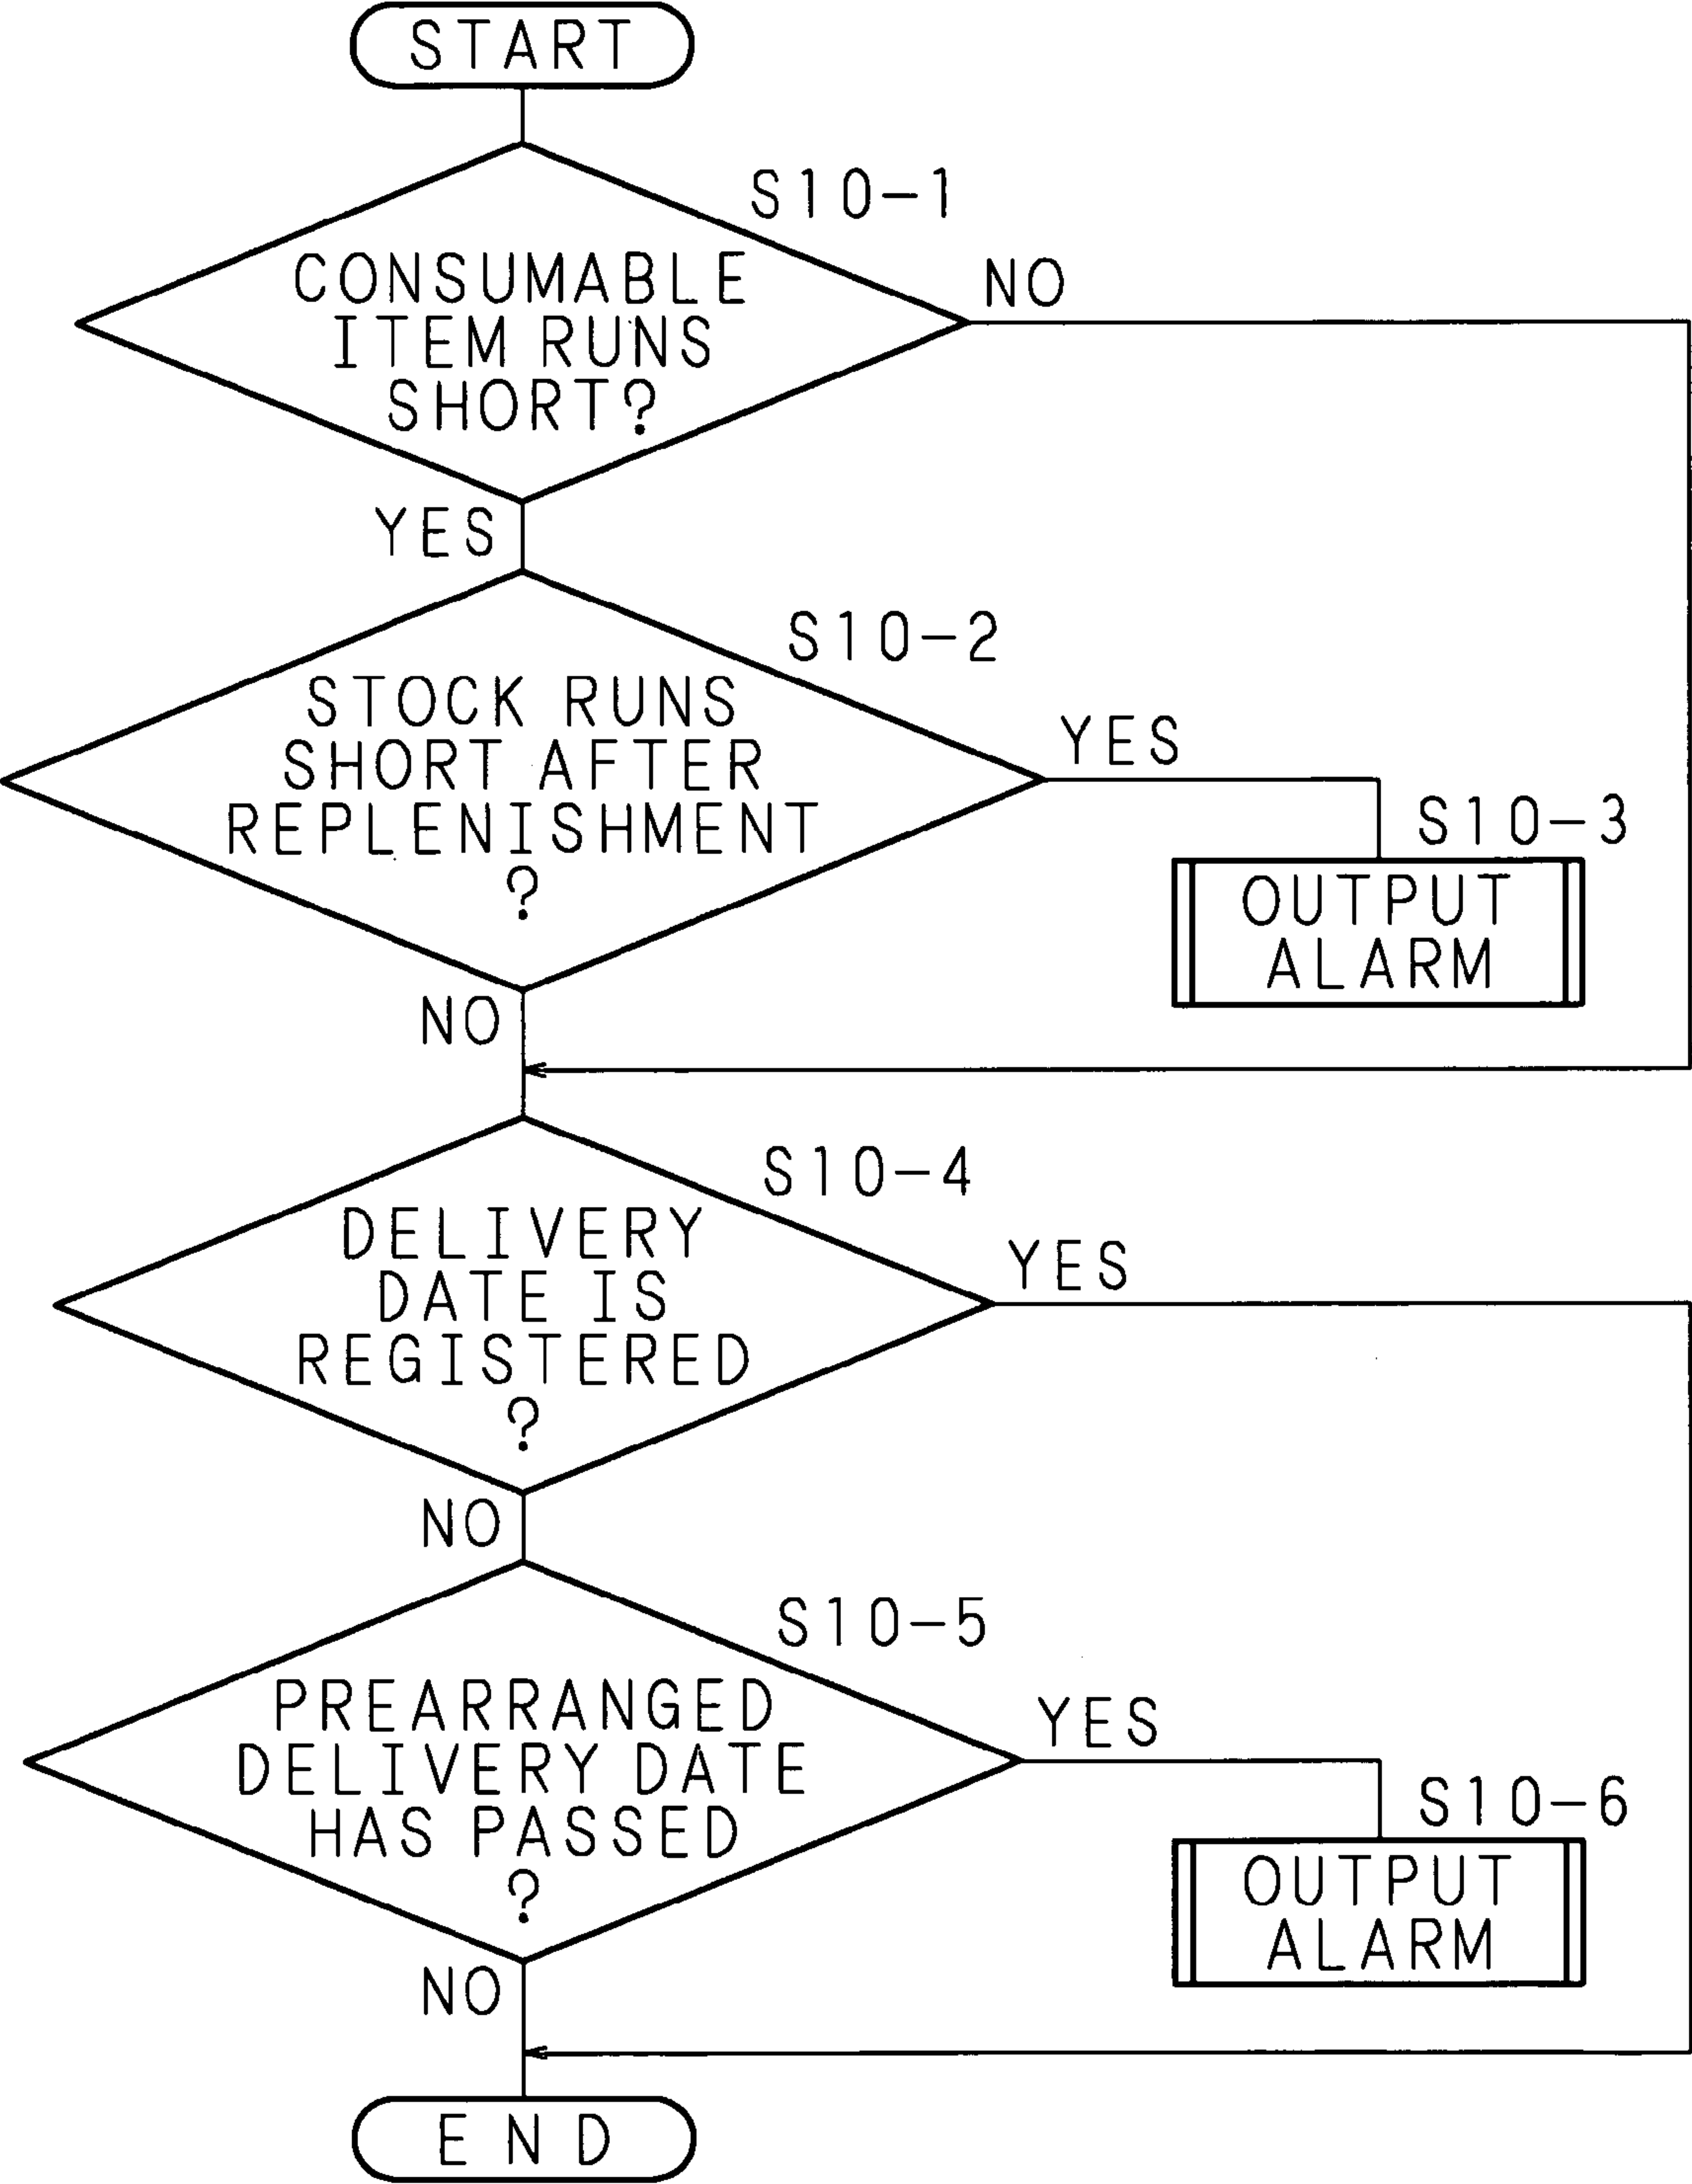 START
S10-1
CONSUMABLE
ITEM RUNS
SHORT?
NO
YES
S10-2
STOCK RUNS
SHORT AFTER
REPLENISHMENT
?
YES
S10-3
OUTPUT
ALARM
NO
S10-4
DELIVERY
DATE IS
REGISTERED
?
YES
NO
S10-5
PREARRANGED
DELIVERY DATE
HAS PASSED
?
YES
S10-6
OUTPUT
ALARM
NO
END